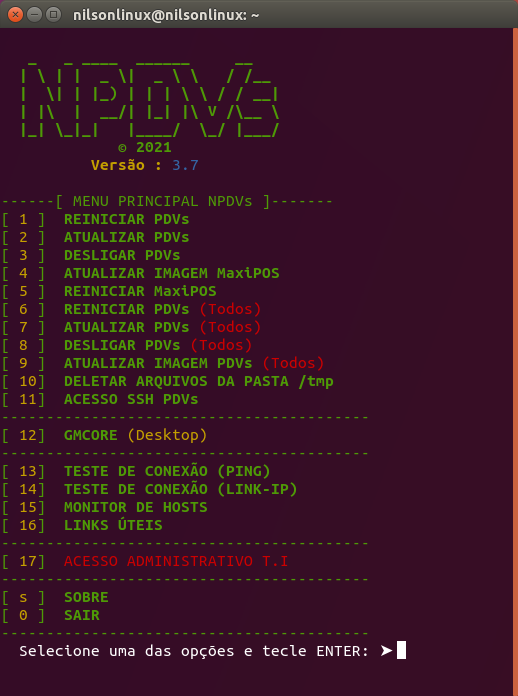 nilsonlinux@nilsonlinux: ~
NPDVs
© 2021
Versão : 3.7
------[ MENU PRINCIPAL NPDVs ]-------
[ 1 ]  REINICIAR PDVs
[ 2 ]  ATUALIZAR PDVs
[ 3 ]  DESLIGAR PDVs
[ 4 ]  ATUALIZAR IMAGEM MaxiPOS
[ 5 ]  REINICIAR MaxiPOS
[ 6 ]  REINICIAR PDVs (Todos)
[ 7 ]  ATUALIZAR PDVs (Todos)
[ 8 ]  DESLIGAR PDVs (Todos)
[ 9 ]  ATUALIZAR IMAGEM PDVs (Todos)
[ 10]  DELETAR ARQUIVOS DA PASTA /tmp
[ 11]  ACESSO SSH PDVs
-----------------------------------------
[ 12]  GMCORE (Desktop)
-----------------------------------------
[ 13]  TESTE DE CONEXÃO (PING)
[ 14]  TESTE DE CONEXÃO (LINK-IP)
[ 15]  MONITOR DE HOSTS
[ 16]  LINKS ÚTEIS
-----------------------------------------
[ 17]  ACESSO ADMINISTRATIVO T.I
-----------------------------------------
[ s ]  SOBRE
[ 0 ]  SAIR
-----------------------------------------
Selecione uma das opções e tecle ENTER: ➤